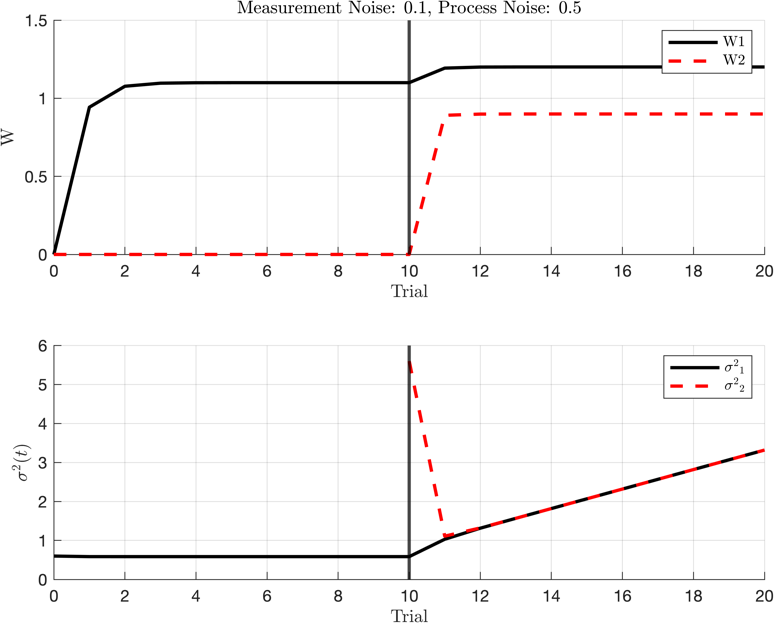 Measurement Noise: 0.1, Process Noise: 0.5
1.5
W1
W2
1
W
0.5
0
0 2 4 6 8 10 12 14 16 18 20
Trial
6
σ²₁
σ²₂
5
4
3
σ²(t)
2
1
0
0 2 4 6 8 10 12 14 16 18 20
Trial